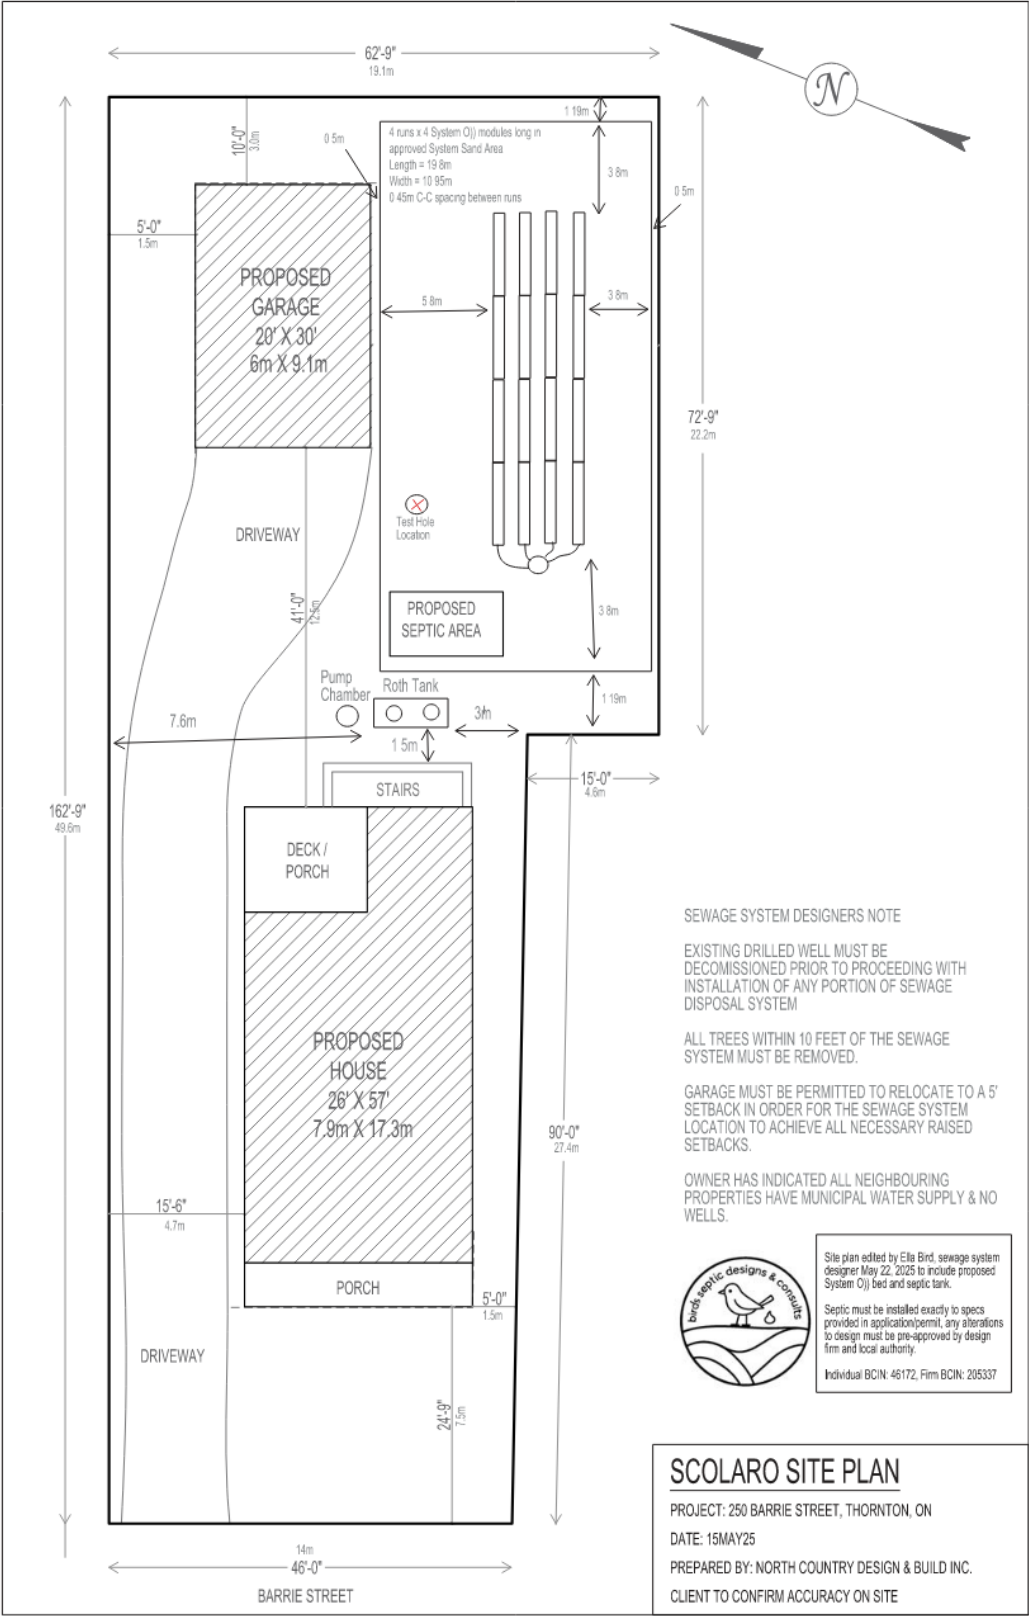 62'-9"
19.1m
N
1 19m
10'-0"
3.0m
0 5m
4 runs x 4 System O)) modules long in
approved System Sand Area
Length = 19 8m
Width = 10 95m
0 45m C-C spacing between runs
3 8m
0 5m
5'-0"
1.5m
PROPOSED
GARAGE
20' X 30'
6m X 9.1m
5 8m
3 8m
72'-9"
22.2m
Test Hole
Location
DRIVEWAY
41'-0"
12.5m
PROPOSED
SEPTIC AREA
3 8m
Pump
Chamber
Roth Tank
1 19m
7.6m
3m
1 5m
STAIRS
15'-0"
4.6m
162'-9"
49.6m
DECK /
PORCH
SEWAGE SYSTEM DESIGNERS NOTE
EXISTING DRILLED WELL MUST BE
DECOMISSIONED PRIOR TO PROCEEDING WITH
INSTALLATION OF ANY PORTION OF SEWAGE
DISPOSAL SYSTEM
ALL TREES WITHIN 10 FEET OF THE SEWAGE
SYSTEM MUST BE REMOVED.
GARAGE MUST BE PERMITTED TO RELOCATE TO A 5'
SETBACK IN ORDER FOR THE SEWAGE SYSTEM
LOCATION TO ACHIEVE ALL NECESSARY RAISED
SETBACKS.
OWNER HAS INDICATED ALL NEIGHBOURING
PROPERTIES HAVE MUNICIPAL WATER SUPPLY & NO
WELLS.
PROPOSED
HOUSE
26' X 57'
7.9m X 17.3m
90'-0"
27.4m
15'-6"
4.7m
PORCH
5'-0"
1.5m
DRIVEWAY
24'-9"
7.5m
birds septic designs & consults
Site plan edited by Ella Bird, sewage system
designer May 22, 2025 to include proposed
System O)) bed and septic tank.
Septic must be installed exactly to specs
provided in application/permit, any alterations
to design must be pre-approved by design
firm and local authority.
Individual BCIN: 46172, Firm BCIN: 205337
14m
46'-0"
BARRIE STREET
SCOLARO SITE PLAN
PROJECT: 250 BARRIE STREET, THORNTON, ON
DATE: 15MAY25
PREPARED BY: NORTH COUNTRY DESIGN & BUILD INC.
CLIENT TO CONFIRM ACCURACY ON SITE